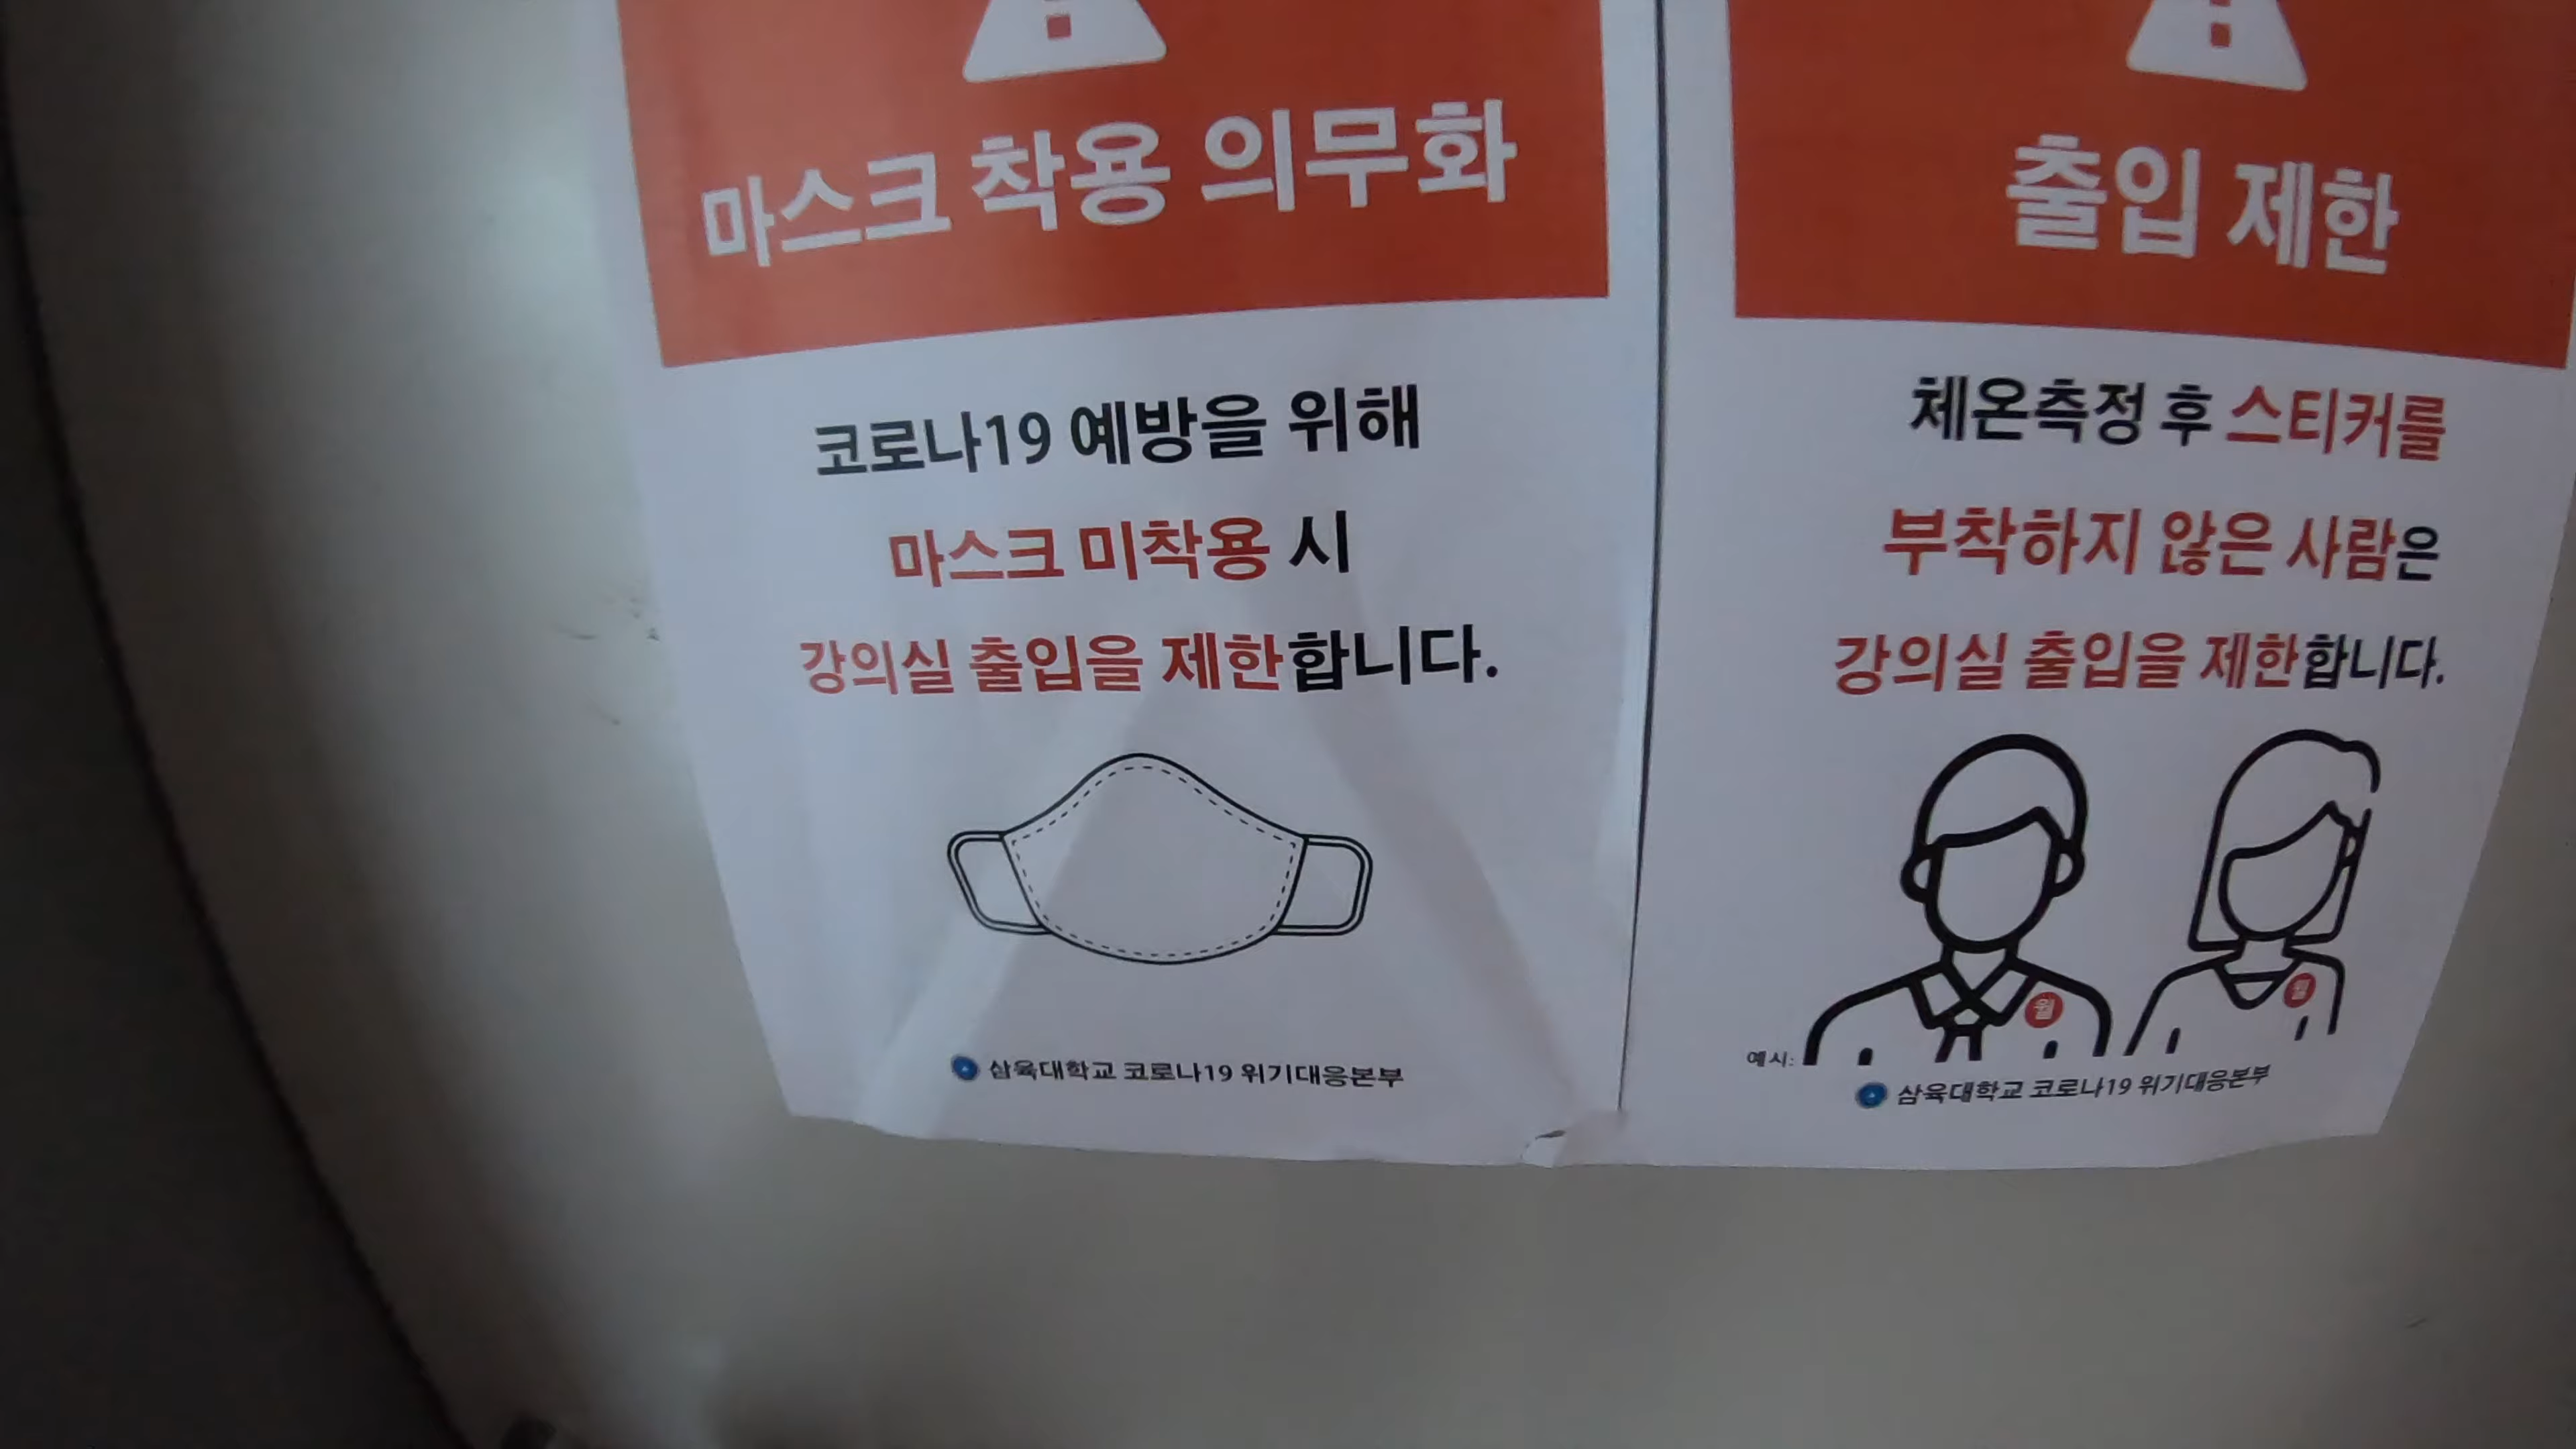 마스크 착용 의무화
코로나19 예방을 위해
마스크 미착용 시
강의실 출입을 제한합니다.
삼육대학교 코로나19 위기대응본부
출입 제한
체온측정 후 스티커를
부착하지 않은 사람은
강의실 출입을 제한합니다.
월
월
예시:
삼육대학교 코로나19 위기대응본부